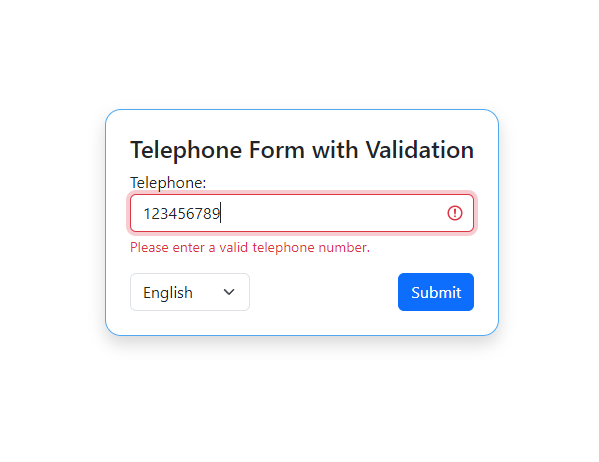 Telephone Form with Validation
Telephone:
123456789
Please enter a valid telephone number.
English
Submit